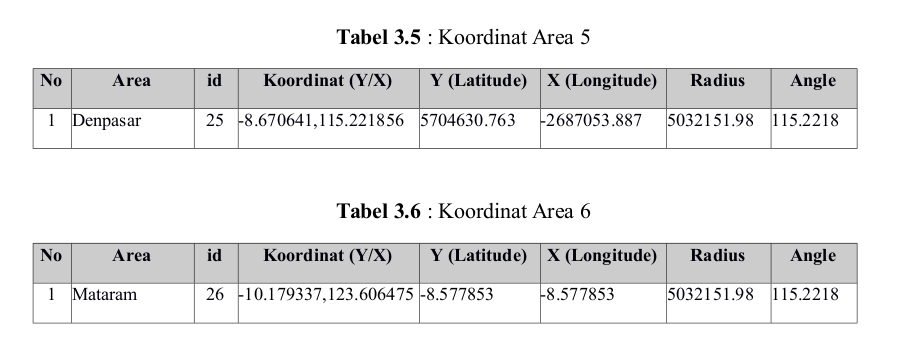 Tabel 3.5 : Koordinat Area 5
No Area id Koordinat (Y/X) Y (Latitude) X (Longitude) Radius Angle
1 Denpasar 25 -8.670641,115.221856 5704630.763 -2687053.887 5032151.98 115.2218
Tabel 3.6 : Koordinat Area 6
No Area id Koordinat (Y/X) Y (Latitude) X (Longitude) Radius Angle
1 Mataram 26 -10.179337,123.606475 -8.577853 -8.577853 5032151.98 115.2218